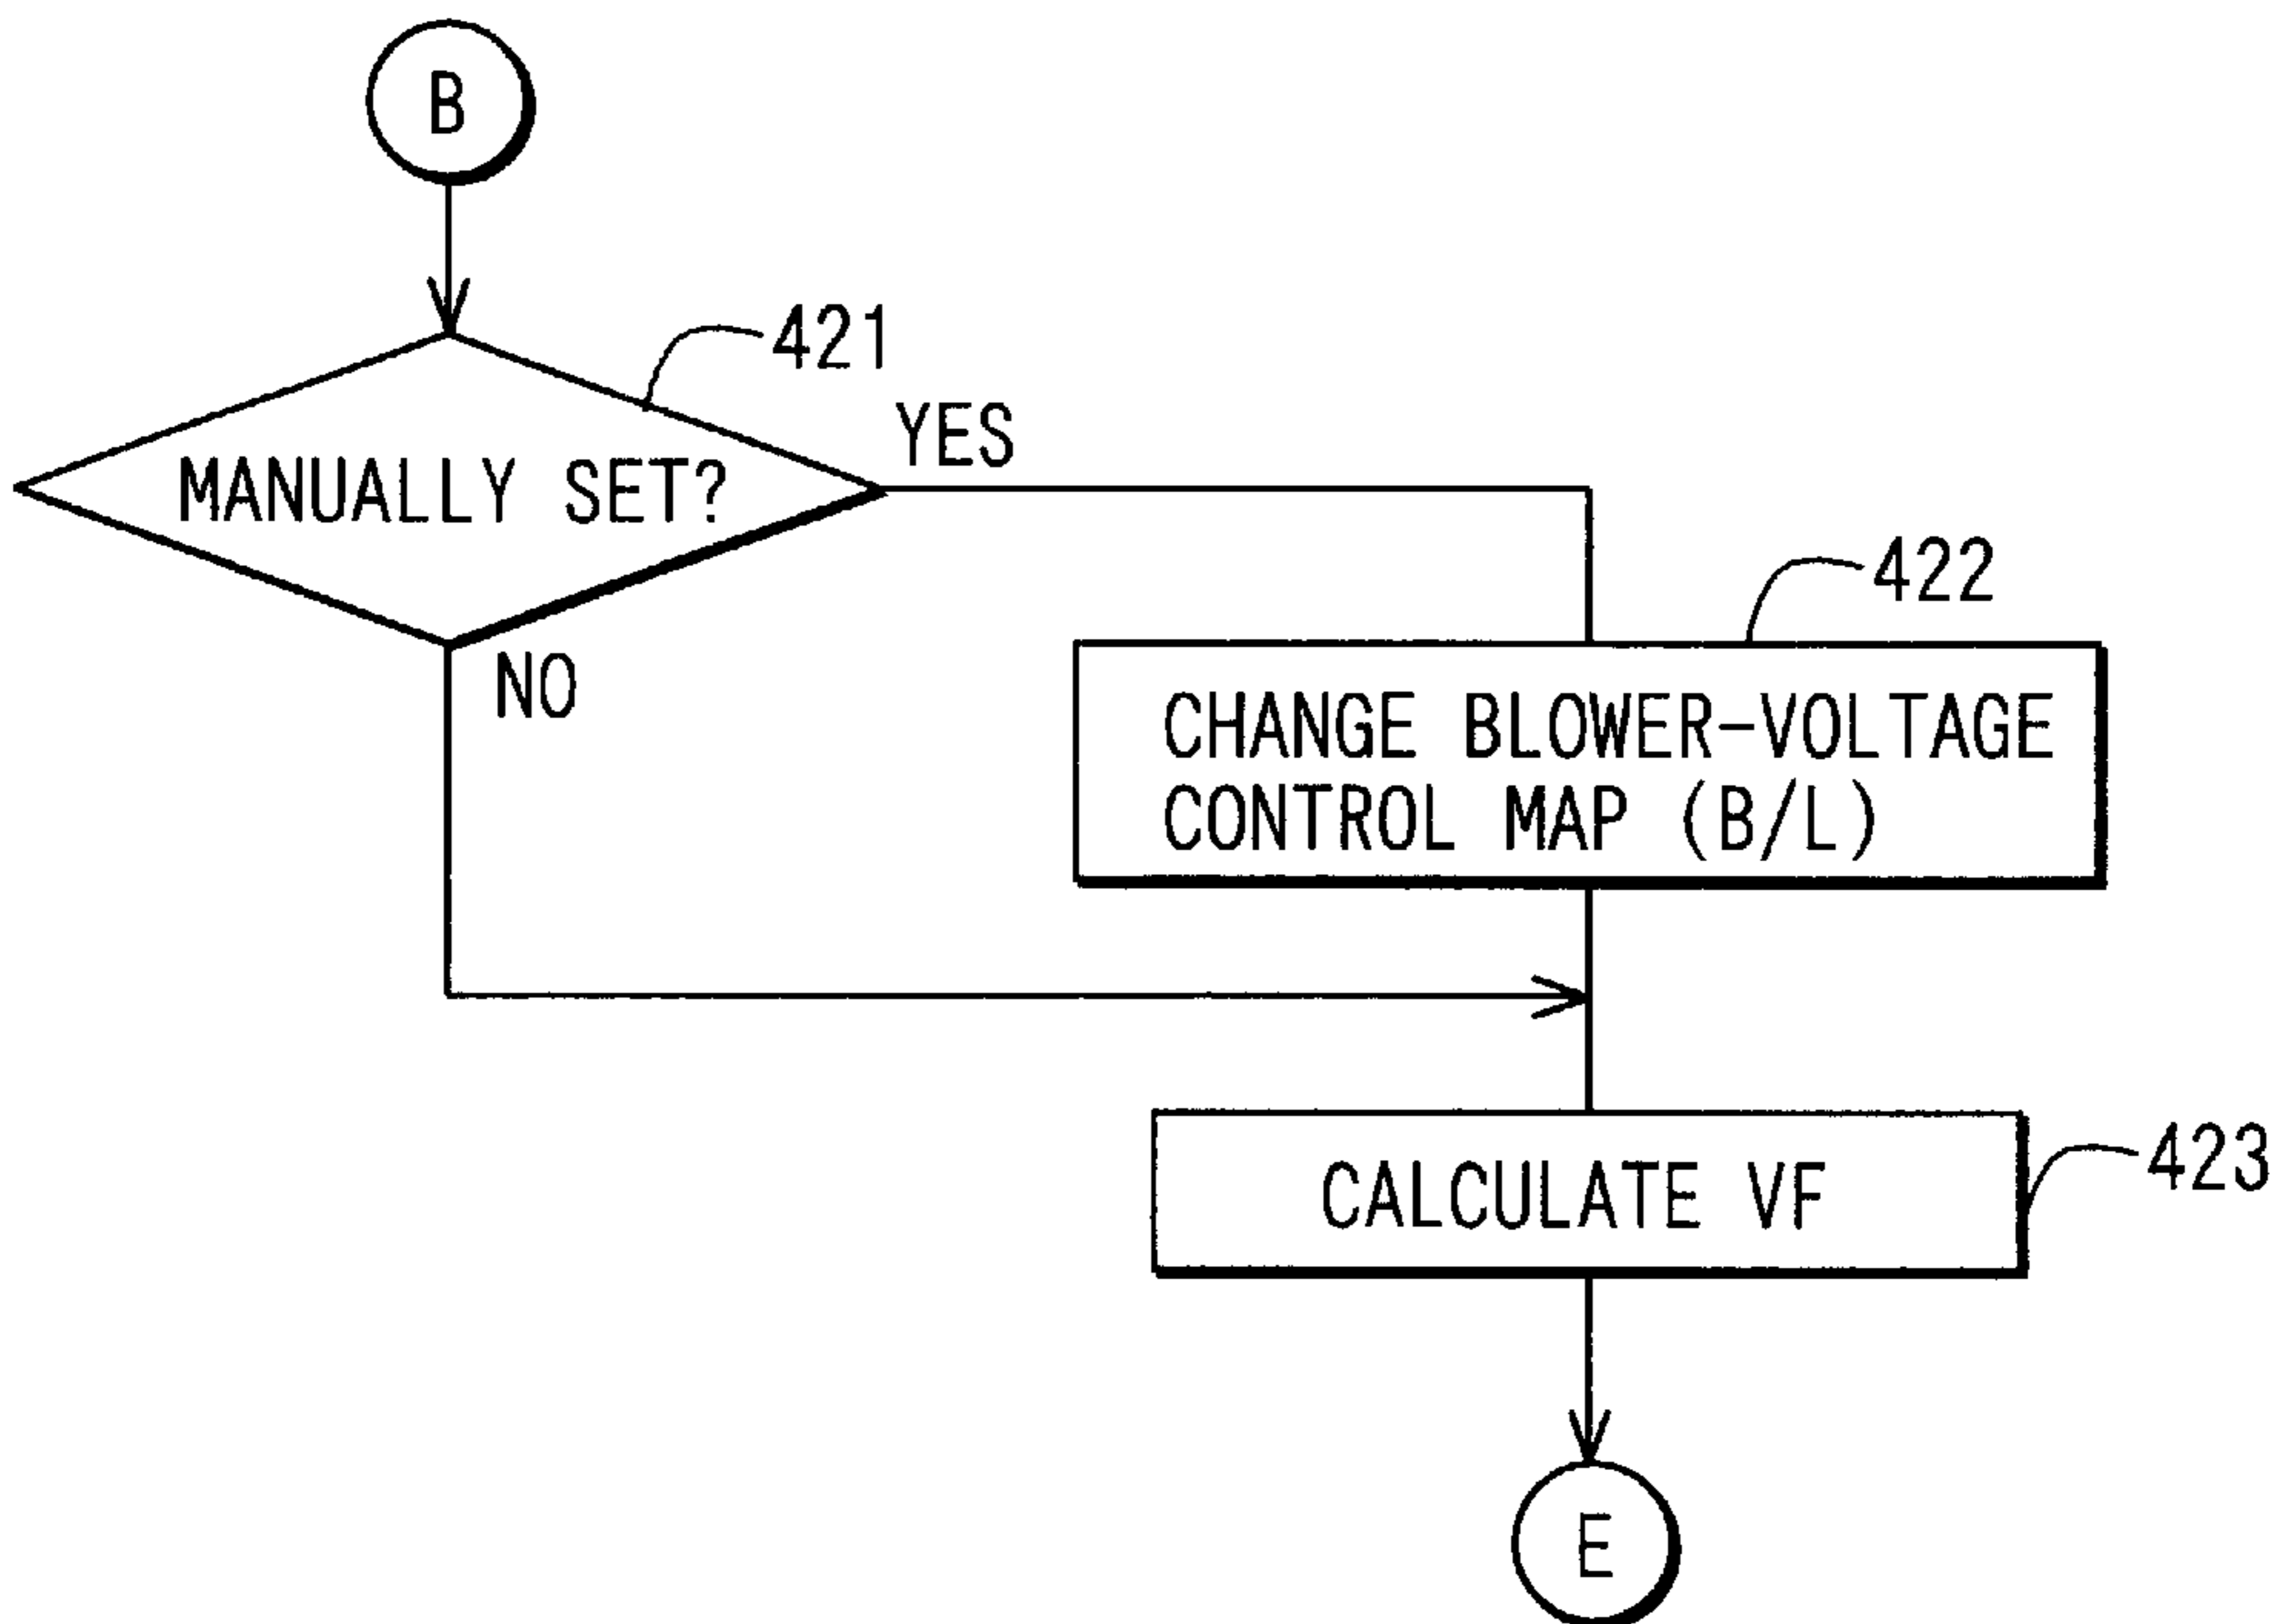 B
421
MANUALLY SET?
YES
NO
422
CHANGE BLOWER-VOLTAGE
CONTROL MAP (B/L)
CALCULATE VF
423
E